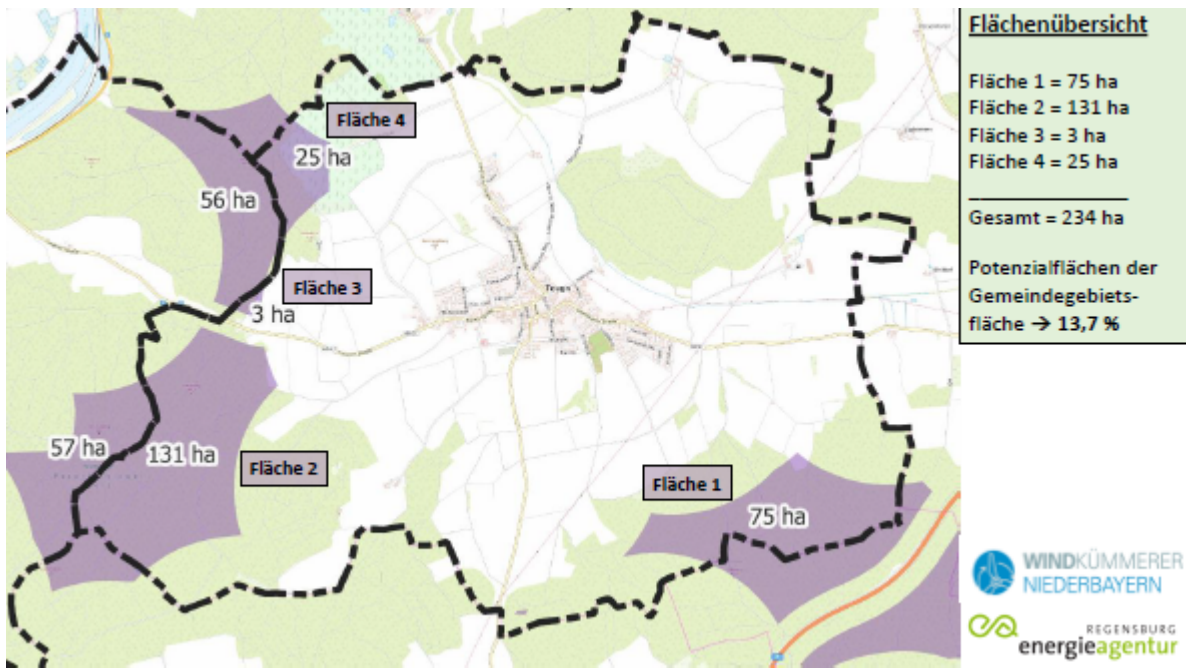 Flächenübersicht
Fläche 1 = 75 ha
Fläche 2 = 131 ha
Fläche 3 = 3 ha
Fläche 4 = 25 ha
Gesamt = 234 ha
Potenzialflächen der
Gemeindegebiets-
fläche → 13,7 %
Fläche 4
25 ha
56 ha
Fläche 3
3 ha
Teugn
57 ha
131 ha
Fläche 2
Fläche 1
75 ha
WINDKÜMMERER
NIEDERBAYERN
REGENSBURG
energieagentur